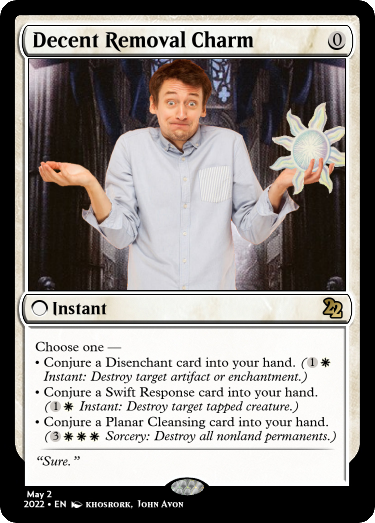 Decent Removal Charm 0
Instant 22
Choose one —
• Conjure a Disenchant card into your hand. (1
Instant: Destroy target artifact or enchantment.)
• Conjure a Swift Response card into your hand.
(1 Instant: Destroy target tapped creature.)
• Conjure a Planar Cleansing card into your hand.
(3 Sorcery: Destroy all nonland permanents.)
“Sure.”
May 2
2022 • EN khosrork, John Avon